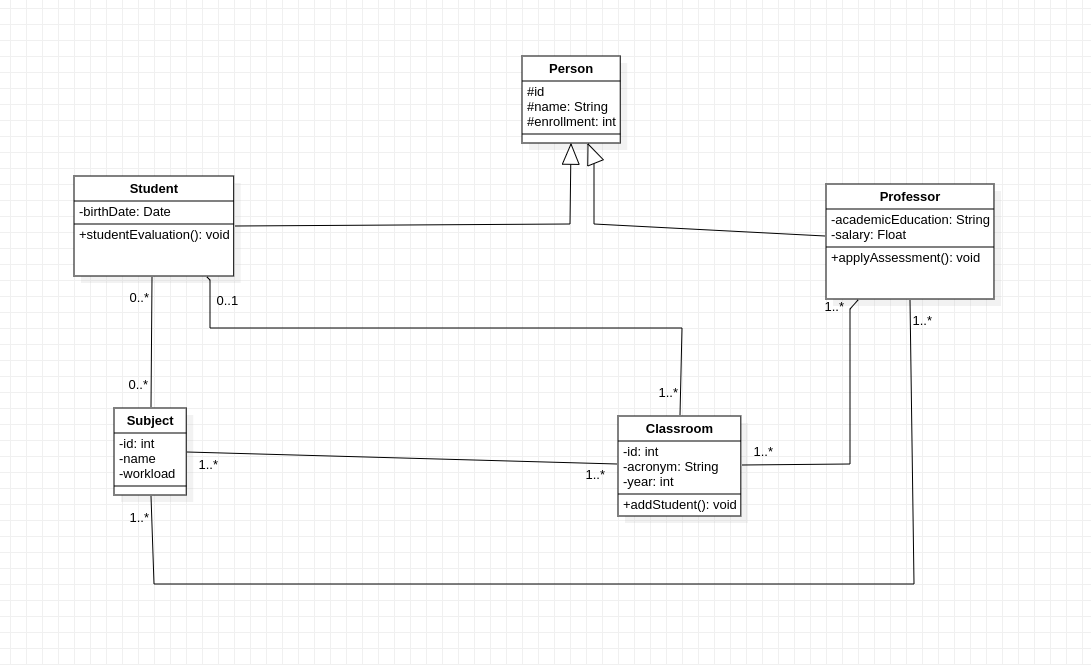 Person
#id
#name: String
#enrollment: int
Student
-birthDate: Date
+studentEvaluation(): void
Professor
-academicEducation: String
-salary: Float
+applyAssessment(): void
0..*
0..1
1..*
1..*
0..*
1..*
Subject
-id: int
-name
-workload
Classroom
-id: int
-acronym: String
-year: int
+addStudent(): void
1..*
1..*
1..*
1..*